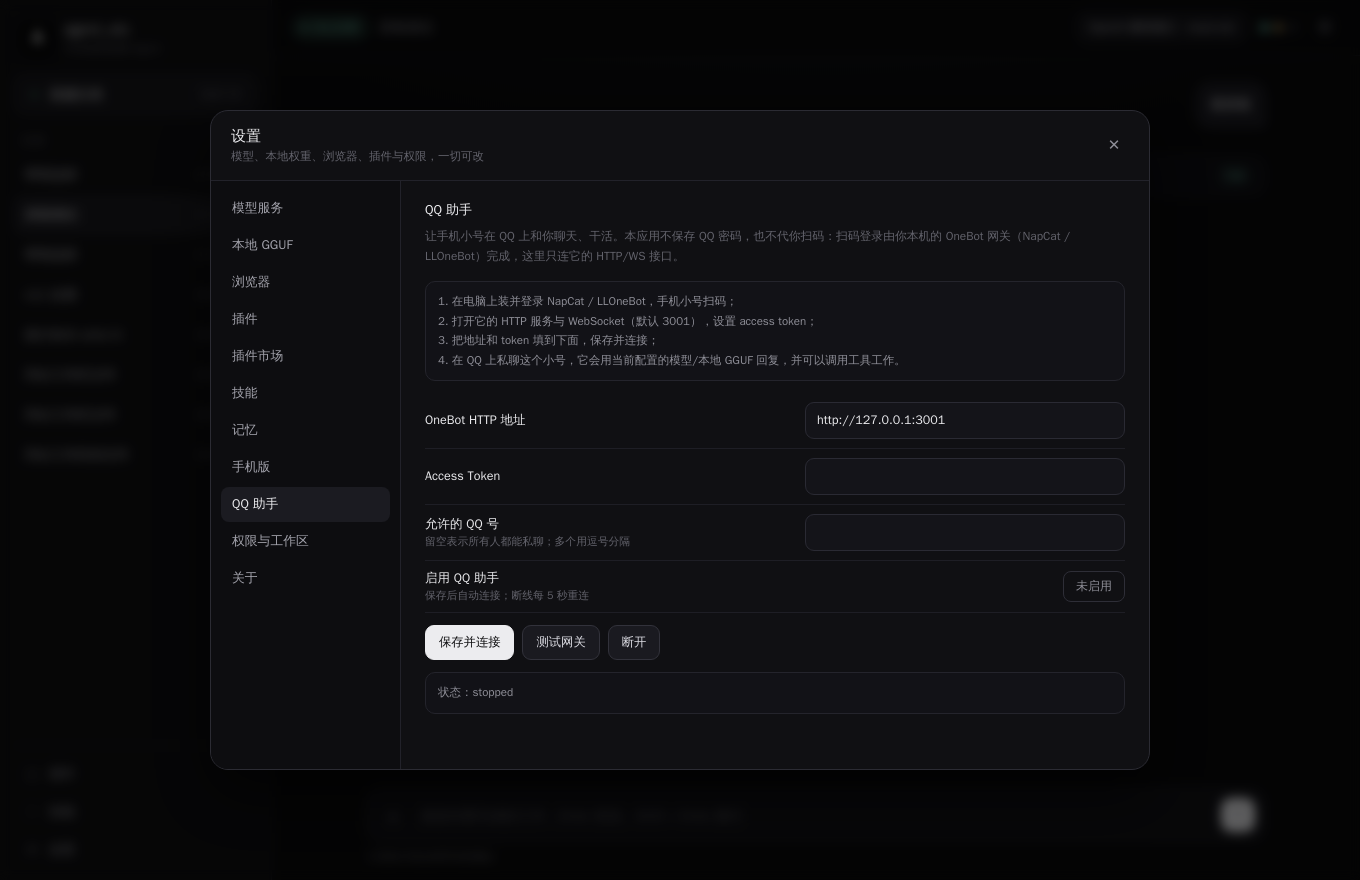 设置
模型、本地权重、浏览器、插件与权限，一切可改
×
模型服务
本地 GGUF
浏览器
插件
插件市场
技能
记忆
手机版
QQ 助手
权限与工作区
关于
QQ 助手
让手机小号在 QQ 上和你聊天、干活。本应用不保存 QQ 密码，也不代你扫码：扫码登录由你本机的 OneBot 网关（NapCat /
LLOneBot）完成，这里只连它的 HTTP/WS 接口。
1. 在电脑上装并登录 NapCat / LLOneBot，手机小号扫码；
2. 打开它的 HTTP 服务与 WebSocket（默认 3001），设置 access token；
3. 把地址和 token 填到下面，保存并连接；
4. 在 QQ 上私聊这个小号，它会用当前配置的模型/本地 GGUF 回复，并可以调用工具工作。
OneBot HTTP 地址
http://127.0.0.1:3001
Access Token
允许的 QQ 号
留空表示所有人都能私聊；多个用逗号分隔
启用 QQ 助手
保存后自动连接；断线每 5 秒重连
未启用
保存并连接
测试网关
断开
状态：stopped